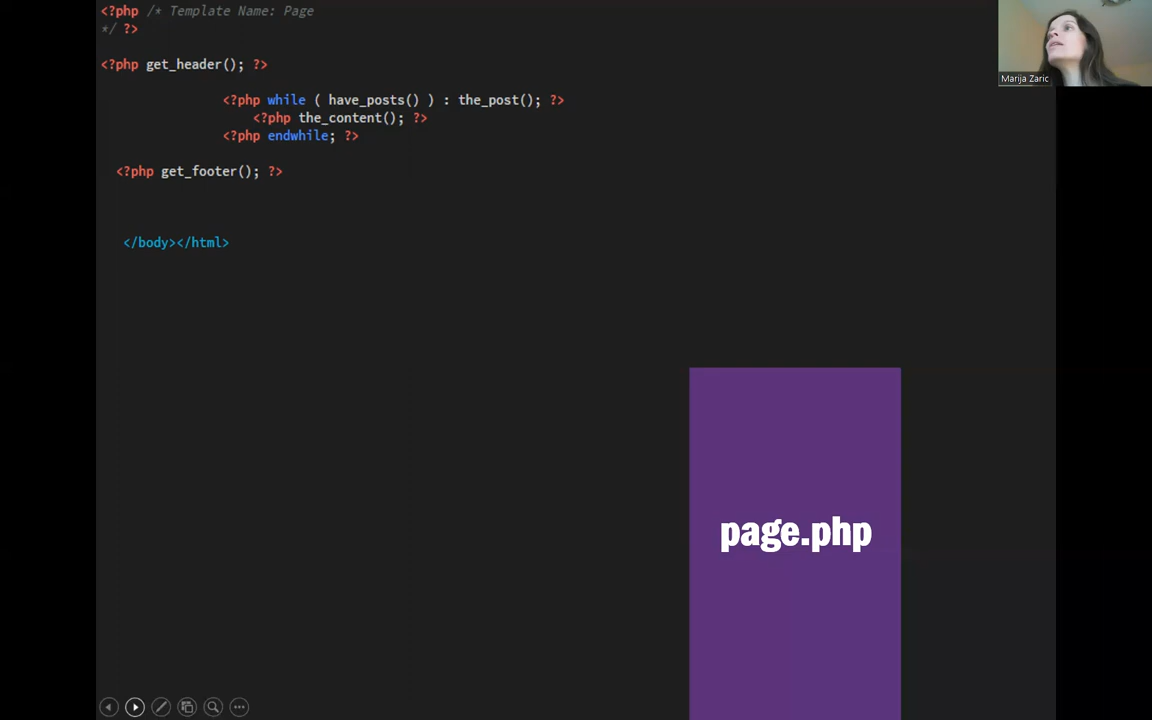 <?php /* Template Name: Page
*/ ?>
<?php get_header(); ?>
<?php while ( have_posts() ) : the_post(); ?>
<?php the_content(); ?>
<?php endwhile; ?>
<?php get_footer(); ?>
</body></html>
page.php
Marija Zaric